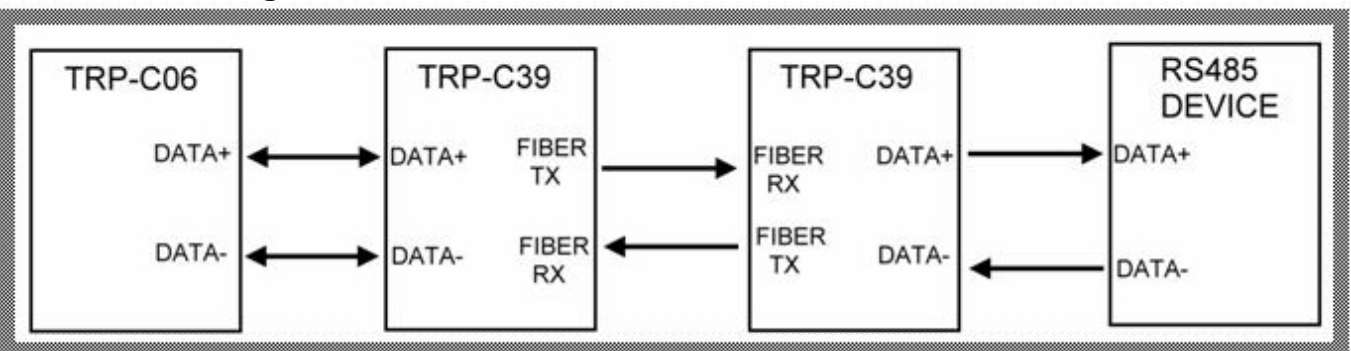 TRP-C06
DATA+
DATA-
TRP-C39
DATA+
FIBER
TX
DATA-
FIBER
RX
TRP-C39
FIBER
RX
DATA+
FIBER
TX
DATA-
RS485
DEVICE
DATA+
DATA-